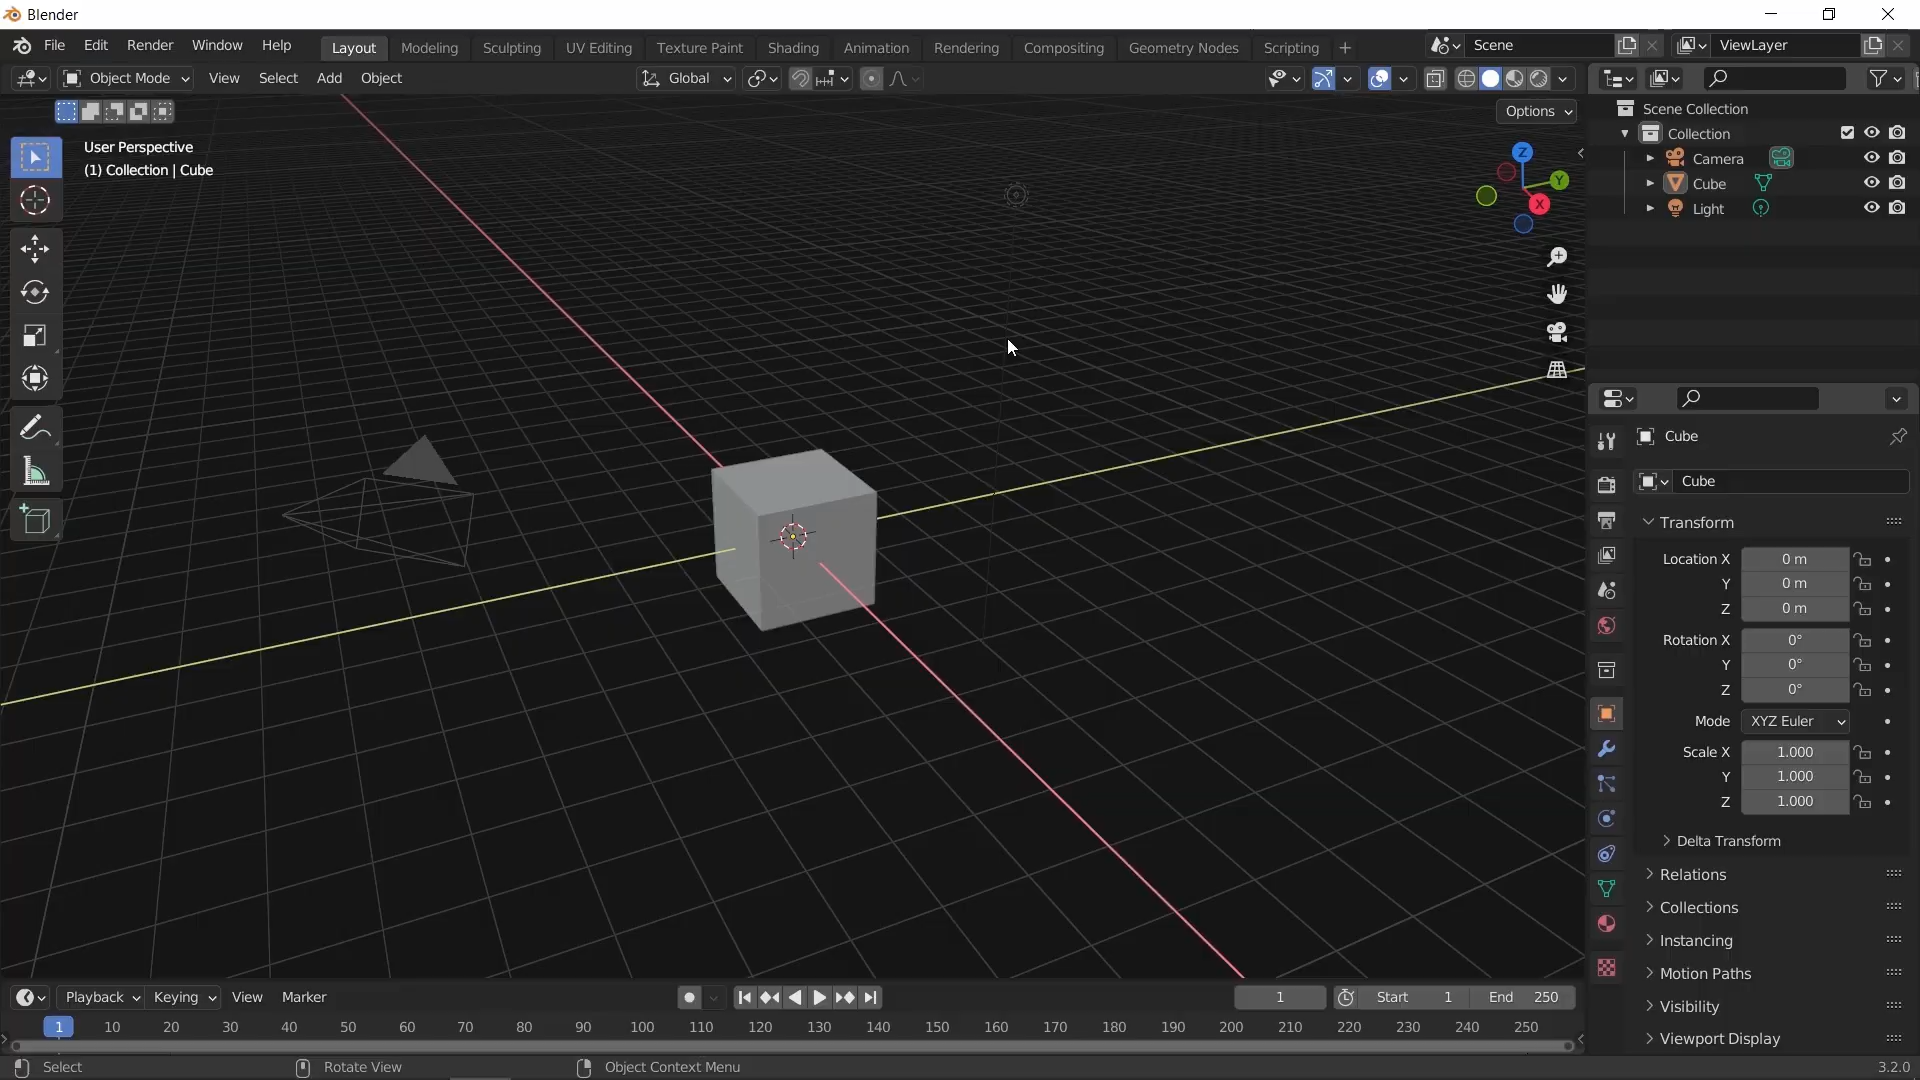 Blender
File Edit Render Window Help Layout Modeling Sculpting UV Editing Texture Paint Shading Animation Rendering Compositing Geometry Nodes Scripting + Scene ViewLayer
Object Mode View Select Add Object Global
Options
User Perspective
(1) Collection | Cube
Z
Y
X
Scene Collection
Collection
Camera
Cube
Light
Cube
Cube
Transform
Location X 0 m
Y 0 m
Z 0 m
Rotation X 0°
Y 0°
Z 0°
Mode XYZ Euler
Scale X 1.000
Y 1.000
Z 1.000
Delta Transform
Relations
Collections
Instancing
Motion Paths
Visibility
Viewport Display
Playback Keying View Marker 1 Start 1 End 250
1 10 20 30 40 50 60 70 80 90 100 110 120 130 140 150 160 170 180 190 200 210 220 230 240 250
Select Rotate View Object Context Menu 3.2.0